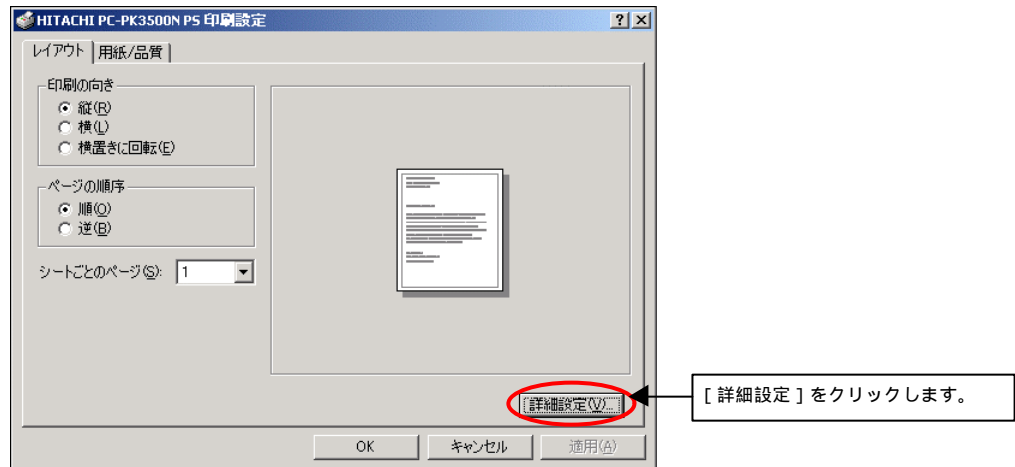 HITACHI PC-PK3500N PS 印刷設定
レイアウト 用紙/品質
印刷の向き
縦(R)
横(L)
横置きに回転(E)
ページの順序
順(O)
逆(B)
シートごとのページ(S): 1
詳細設定(V)...
[ 詳細設定 ] をクリックします。
OK キャンセル 適用(A)